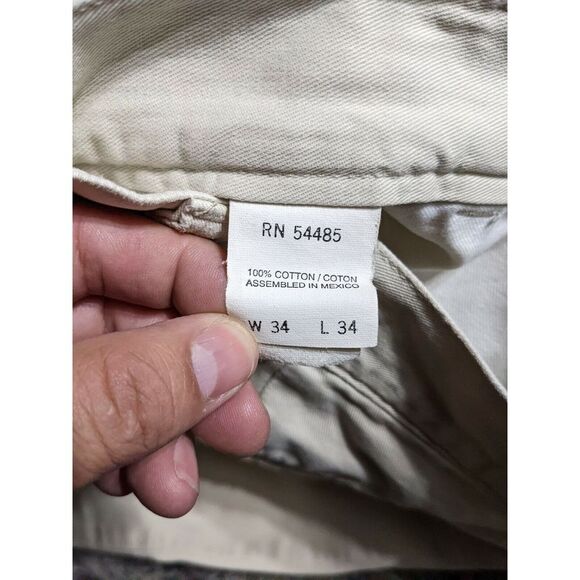 RN 54485
100% COTTON / COTON
ASSEMBLED IN MEXICO
W 34 L 34